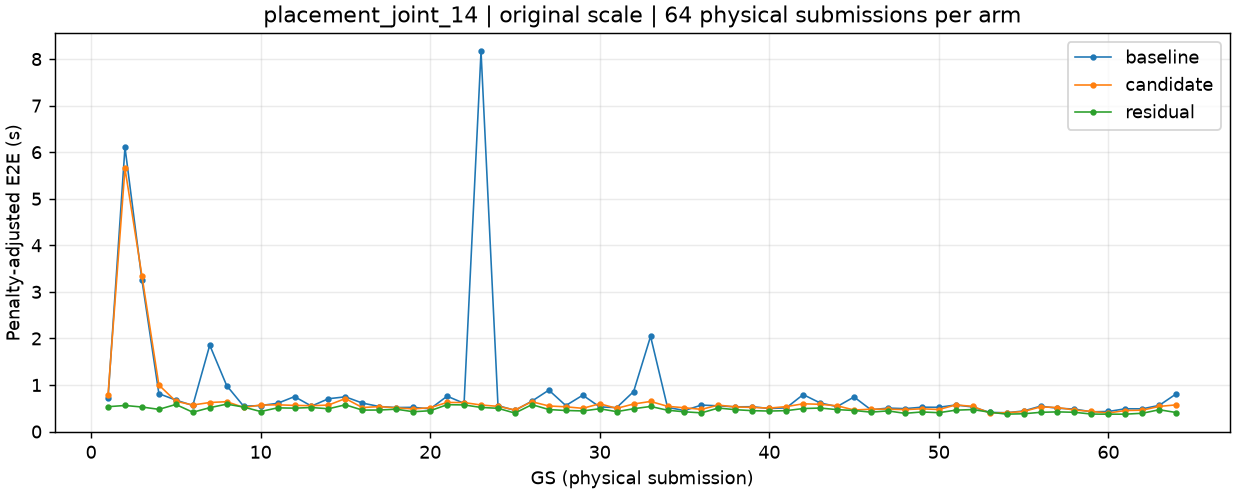 placement_joint_14 | original scale | 64 physical submissions per arm
baseline
candidate
residual
Penalty-adjusted E2E (s)
8
7
6
5
4
3
2
1
0
0 10 20 30 40 50 60
GS (physical submission)